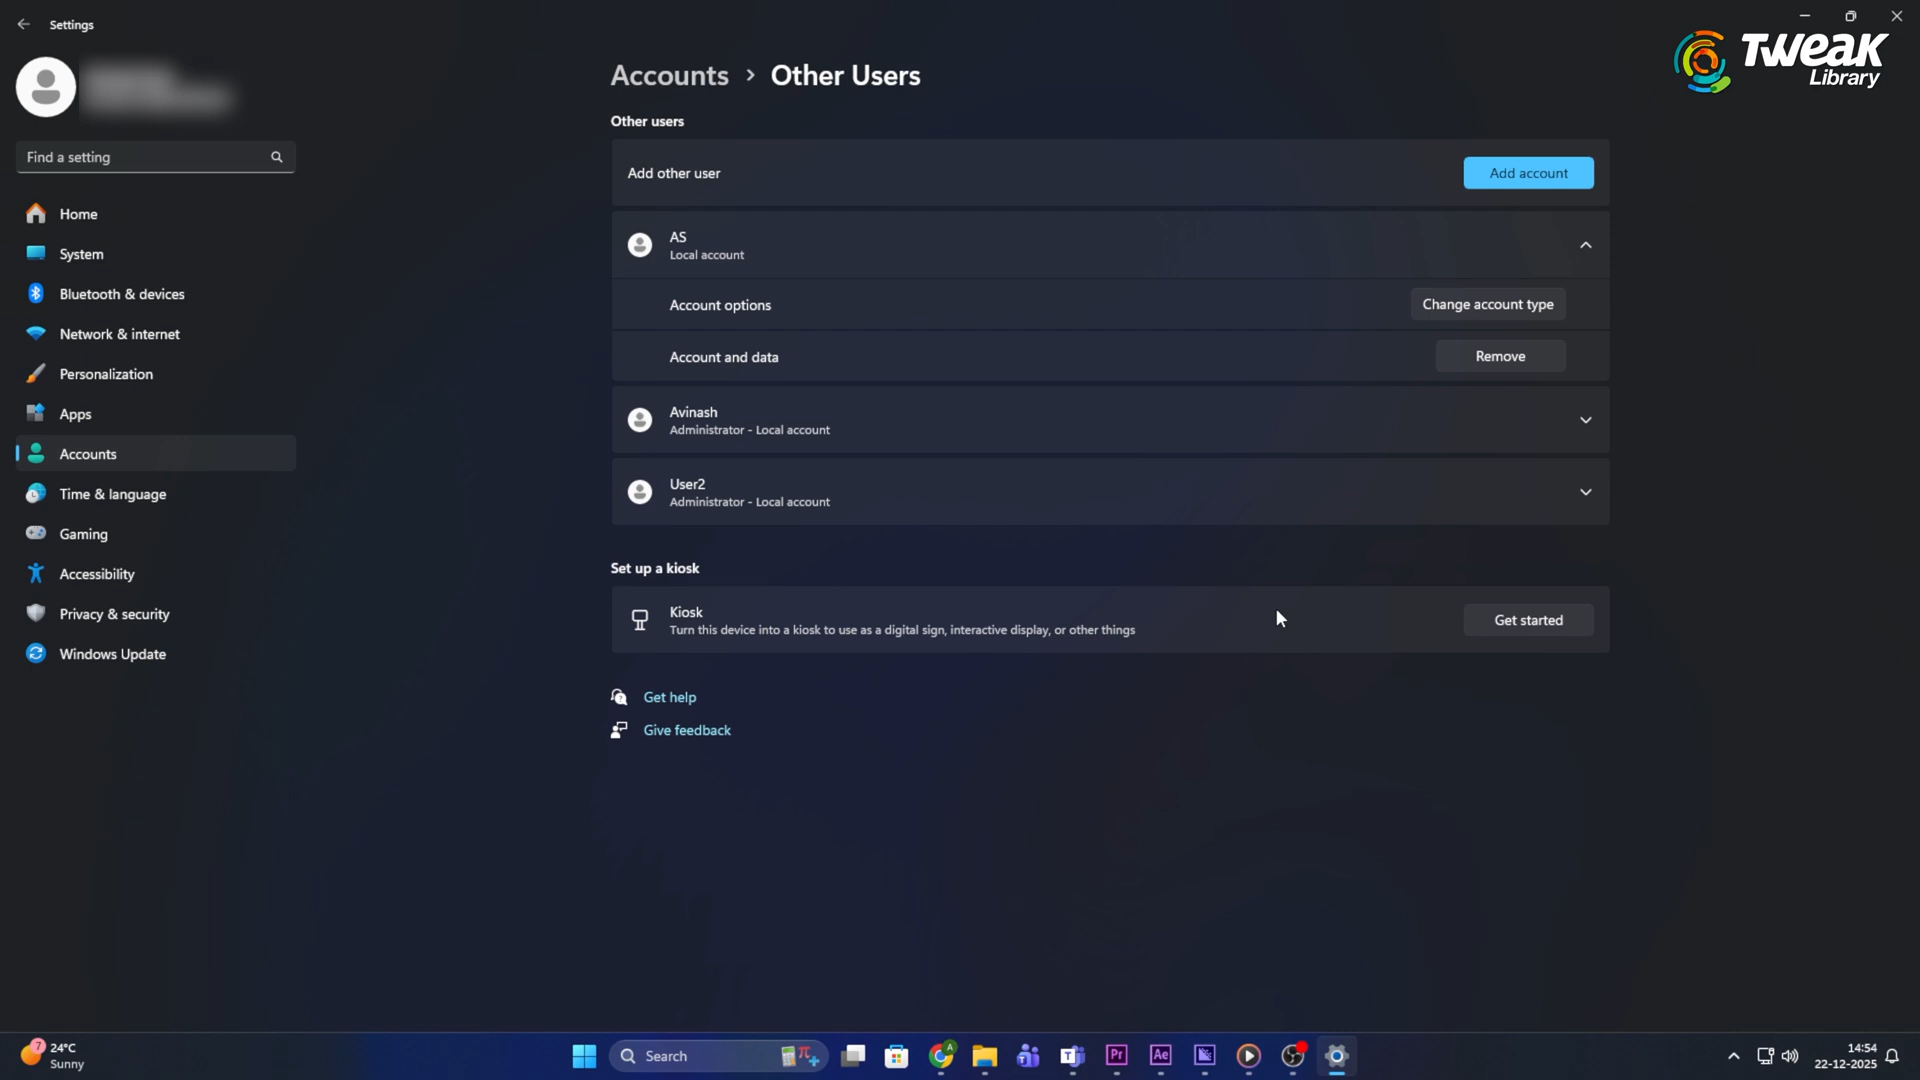 Settings
TWEAK
Library
Find a setting
Home
System
Bluetooth & devices
Network & internet
Personalization
Apps
Accounts
Time & language
Gaming
Accessibility
Privacy & security
Windows Update
Accounts > Other Users
Other users
Add other user
Add account
AS
Local account
Account options
Change account type
Account and data
Remove
Avinash
Administrator - Local account
User2
Administrator - Local account
Set up a kiosk
Kiosk
Turn this device into a kiosk to use as a digital sign, interactive display, or other things
Get started
Get help
Give feedback
7
24°C
Sunny
Search
A
Pr
Ae
14:54
22-12-2025